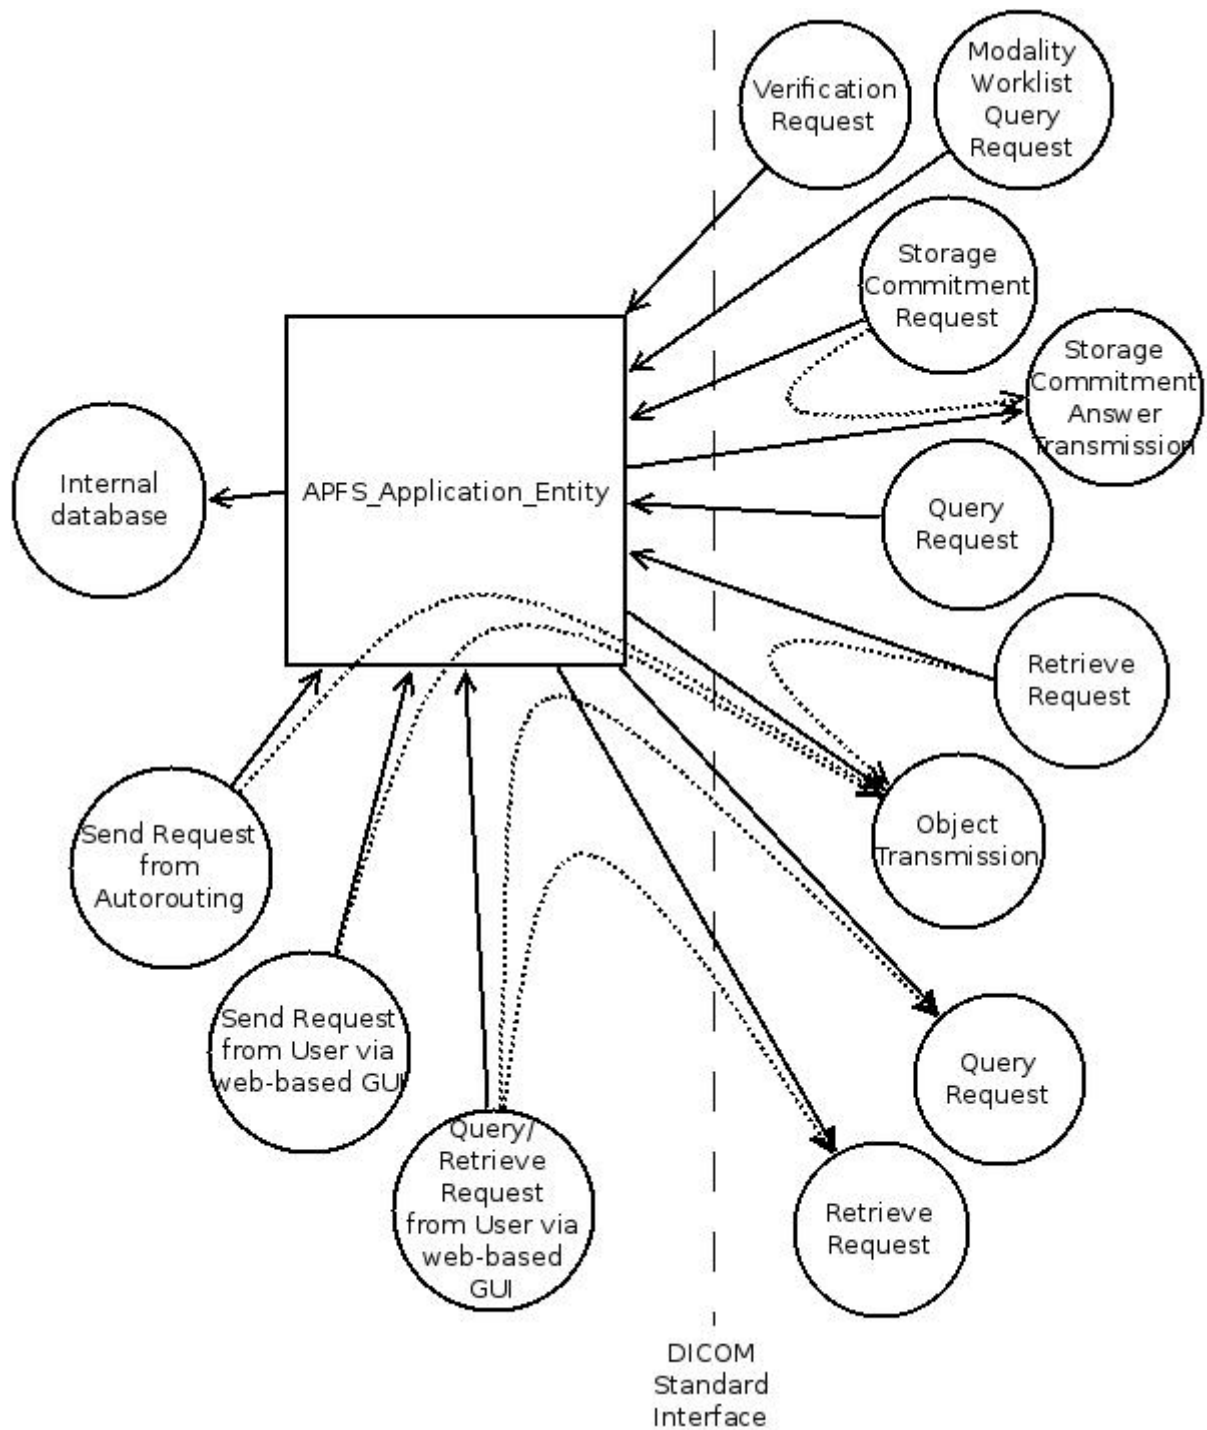 Verification
Request
Modality
Worklist
Query
Request
Storage
Commitment
Request
Storage
Commitment
Answer
Transmission
Internal
database
APFS_Application_Entity
Query
Request
Retrieve
Request
Object
Transmission
Send Request
from
Autorouting
Send Request
from User via
web-based GUI
Query/
Retrieve
Request
from User via
web-based
GUI
Query
Request
Retrieve
Request
DICOM
Standard
Interface